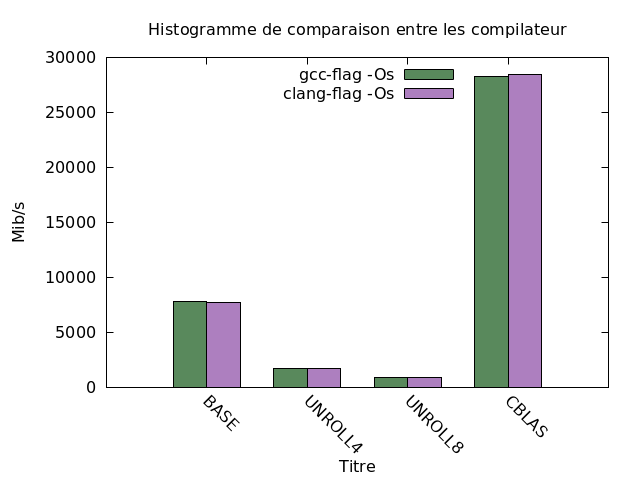 Histogramme de comparaison entre les compilateur
30000
25000
20000
15000
10000
5000
0
Mib/s
gcc-flag -Os
clang-flag -Os
BASE
UNROLL4
UNROLL8
CBLAS
Titre